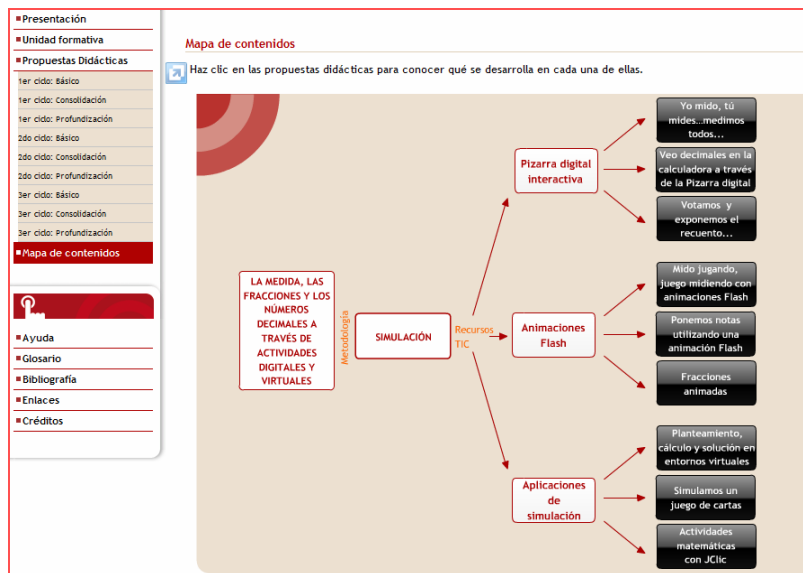 Presentación
Unidad formativa
Propuestas Didácticas
1er ciclo: Básico
1er ciclo: Consolidación
1er ciclo: Profundización
2do ciclo: Básico
2do ciclo: Consolidación
2do ciclo: Profundización
3er ciclo: Básico
3er ciclo: Consolidación
3er ciclo: Profundización
Mapa de contenidos
Ayuda
Glosario
Bibliografía
Enlaces
Créditos
Mapa de contenidos
Haz clic en las propuestas didácticas para conocer qué se desarrolla en cada una de ellas.
LA MEDIDA, LAS
FRACCIONES Y LOS
NÚMEROS
DECIMALES A
TRAVÉS DE
ACTIVIDADES
DIGITALES Y
VIRTUALES
Metodología
SIMULACIÓN
Recursos
TIC
Pizarra digital
interactiva
Yo mido, tú
mides...medimos
todos...
Veo decimales en la
calculadora a través
de la Pizarra digital
Votamos y
exponemos el
recuento...
Animaciones
Flash
Mido jugando,
juego midiendo con
animaciones Flash
Ponemos notas
utilizando una
animación Flash
Fracciones
animadas
Aplicaciones
de
simulación
Planteamiento,
cálculo y solución en
entornos virtuales
Simulamos un
juego de cartas
Actividades
matemáticas
con JClic